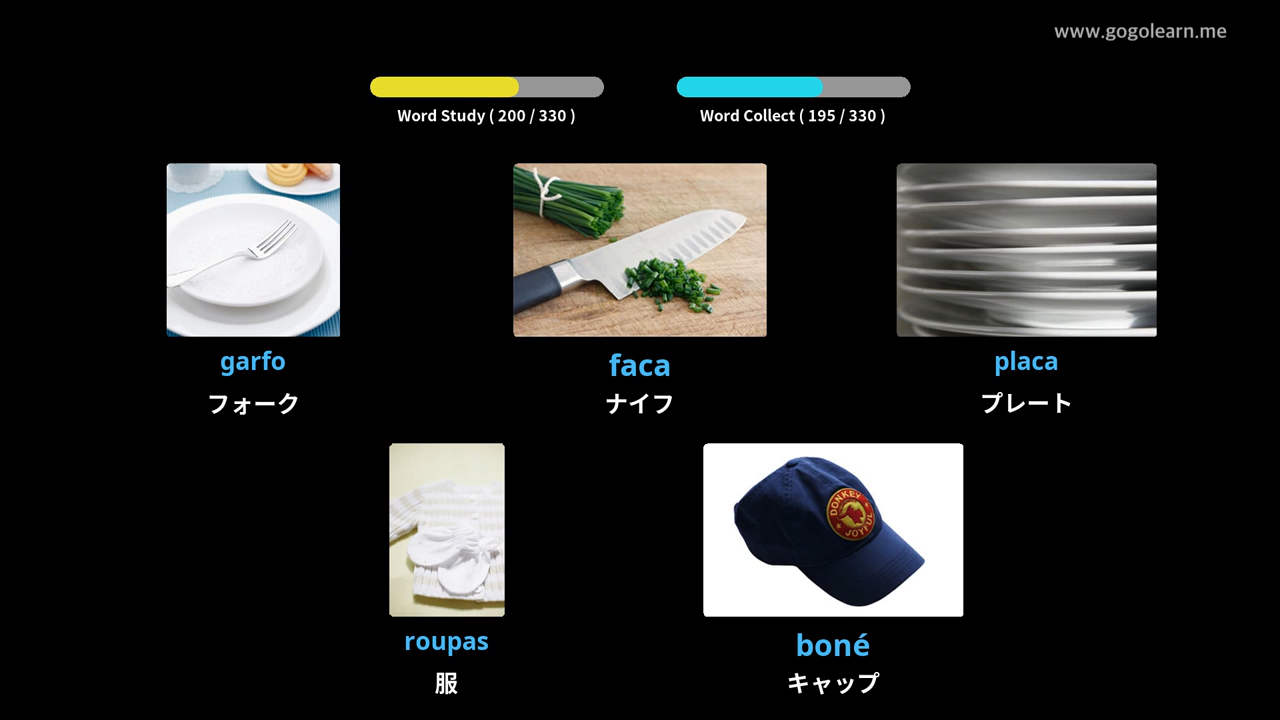 www.gogolearn.me
Word Study ( 200 / 330 )
Word Collect ( 195 / 330 )
garfo
faca
placa
フォーク
ナイフ
プレート
DONKEY
JOYFUL
roupas
boné
服
キャップ